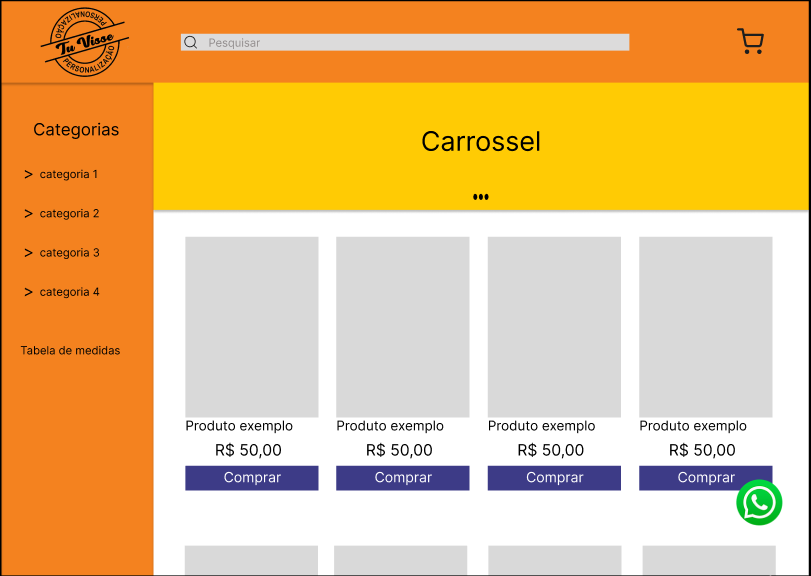 PERSONALIZAÇÃO
Tu Visse
PERSONALIZAÇÃO
Pesquisar
Categorias
> categoria 1
> categoria 2
> categoria 3
> categoria 4
Tabela de medidas
Carrossel
•••
Produto exemplo Produto exemplo Produto exemplo Produto exemplo
R$ 50,00 R$ 50,00 R$ 50,00 R$ 50,00
Comprar Comprar Comprar Comprar